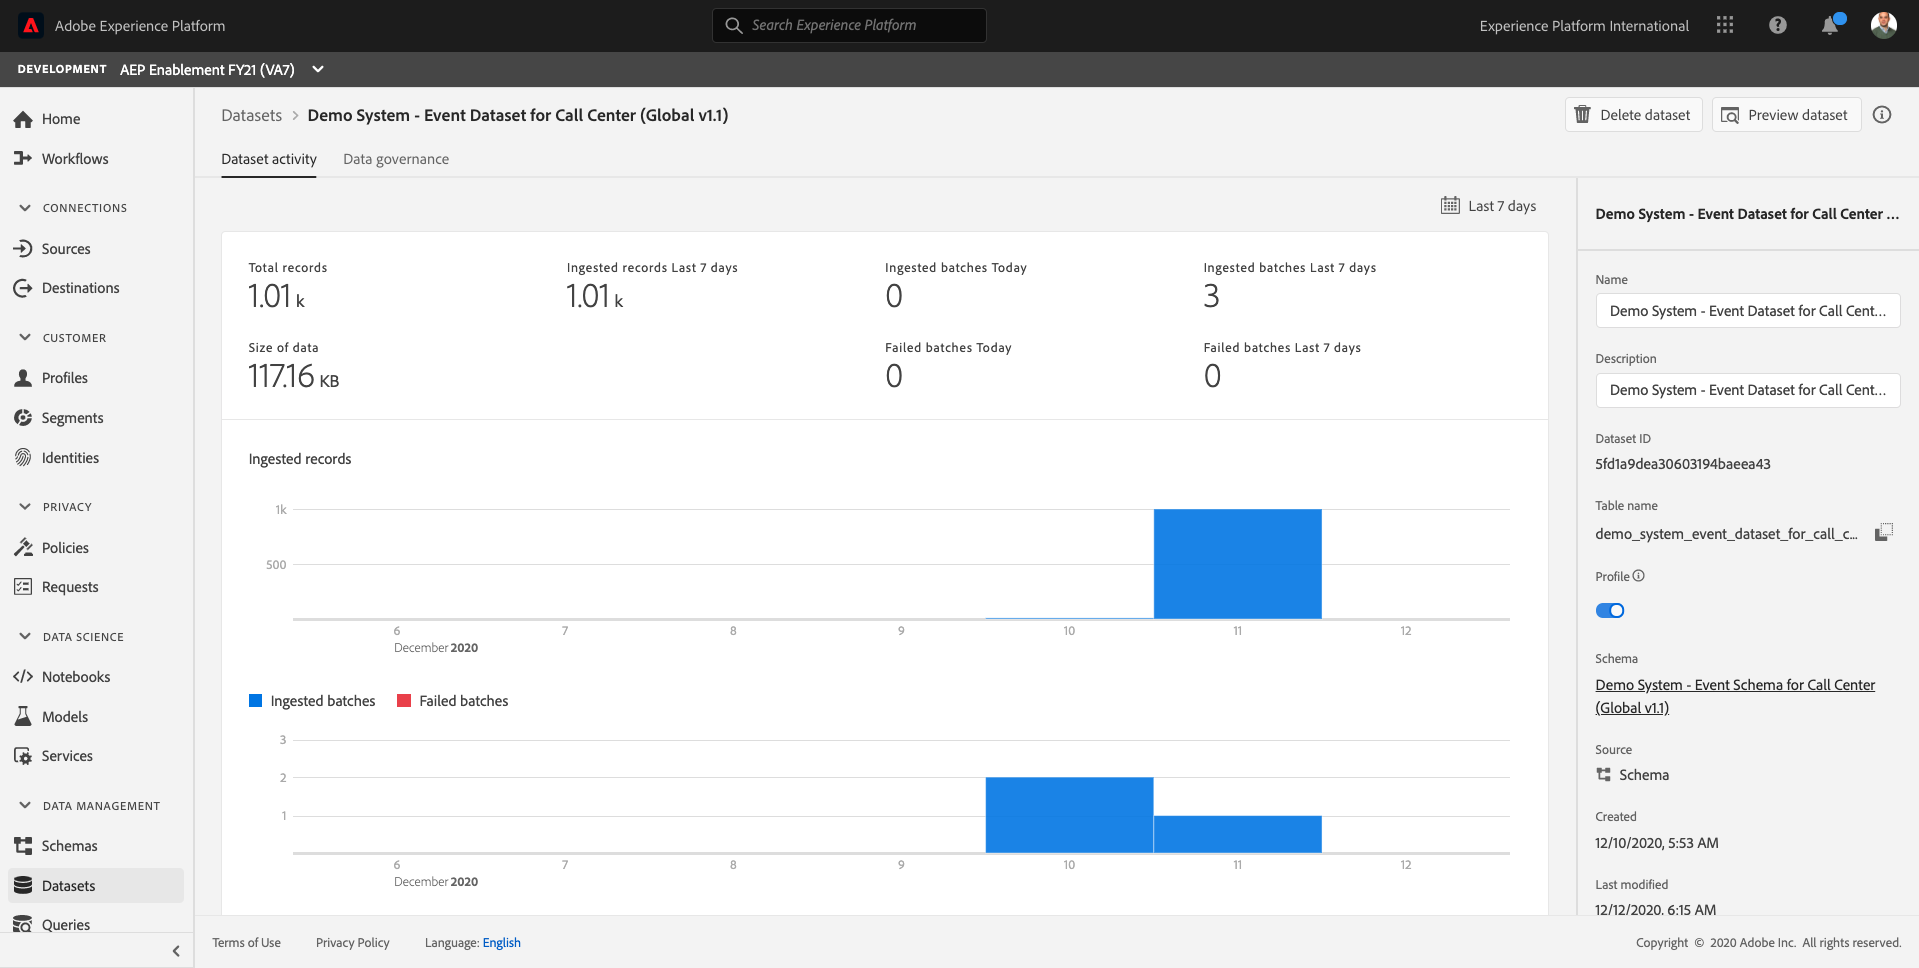 Adobe Experience Platform
Search Experience Platform
Experience Platform International
DEVELOPMENT AEP Enablement FY21 (VA7)
Home
Workflows
CONNECTIONS
Sources
Destinations
CUSTOMER
Profiles
Segments
Identities
PRIVACY
Policies
Requests
DATA SCIENCE
Notebooks
Models
Services
DATA MANAGEMENT
Schemas
Datasets
Queries
Datasets > Demo System - Event Dataset for Call Center (Global v1.1)
Delete dataset
Preview dataset
Dataset activity
Data governance
Last 7 days
Total records
1.01 k
Ingested records Last 7 days
1.01 k
Ingested batches Today
0
Ingested batches Last 7 days
3
Size of data
117.16 KB
Failed batches Today
0
Failed batches Last 7 days
0
Ingested records
1k
500
6 7 8 9 10 11 12
December 2020
Ingested batches Failed batches
3
2
1
6 7 8 9 10 11 12
December 2020
Demo System - Event Dataset for Call Center ...
Name
Demo System - Event Dataset for Call Cent...
Description
Demo System - Event Dataset for Call Cent...
Dataset ID
5fd1a9dea30603194baeea43
Table name
demo_system_event_dataset_for_call_c...
Profile
Schema
Demo System - Event Schema for Call Center
(Global v1.1)
Source
Schema
Created
12/10/2020, 5:53 AM
Last modified
12/12/2020, 6:15 AM
Terms of Use Privacy Policy Language: English
Copyright © 2020 Adobe Inc. All rights reserved.